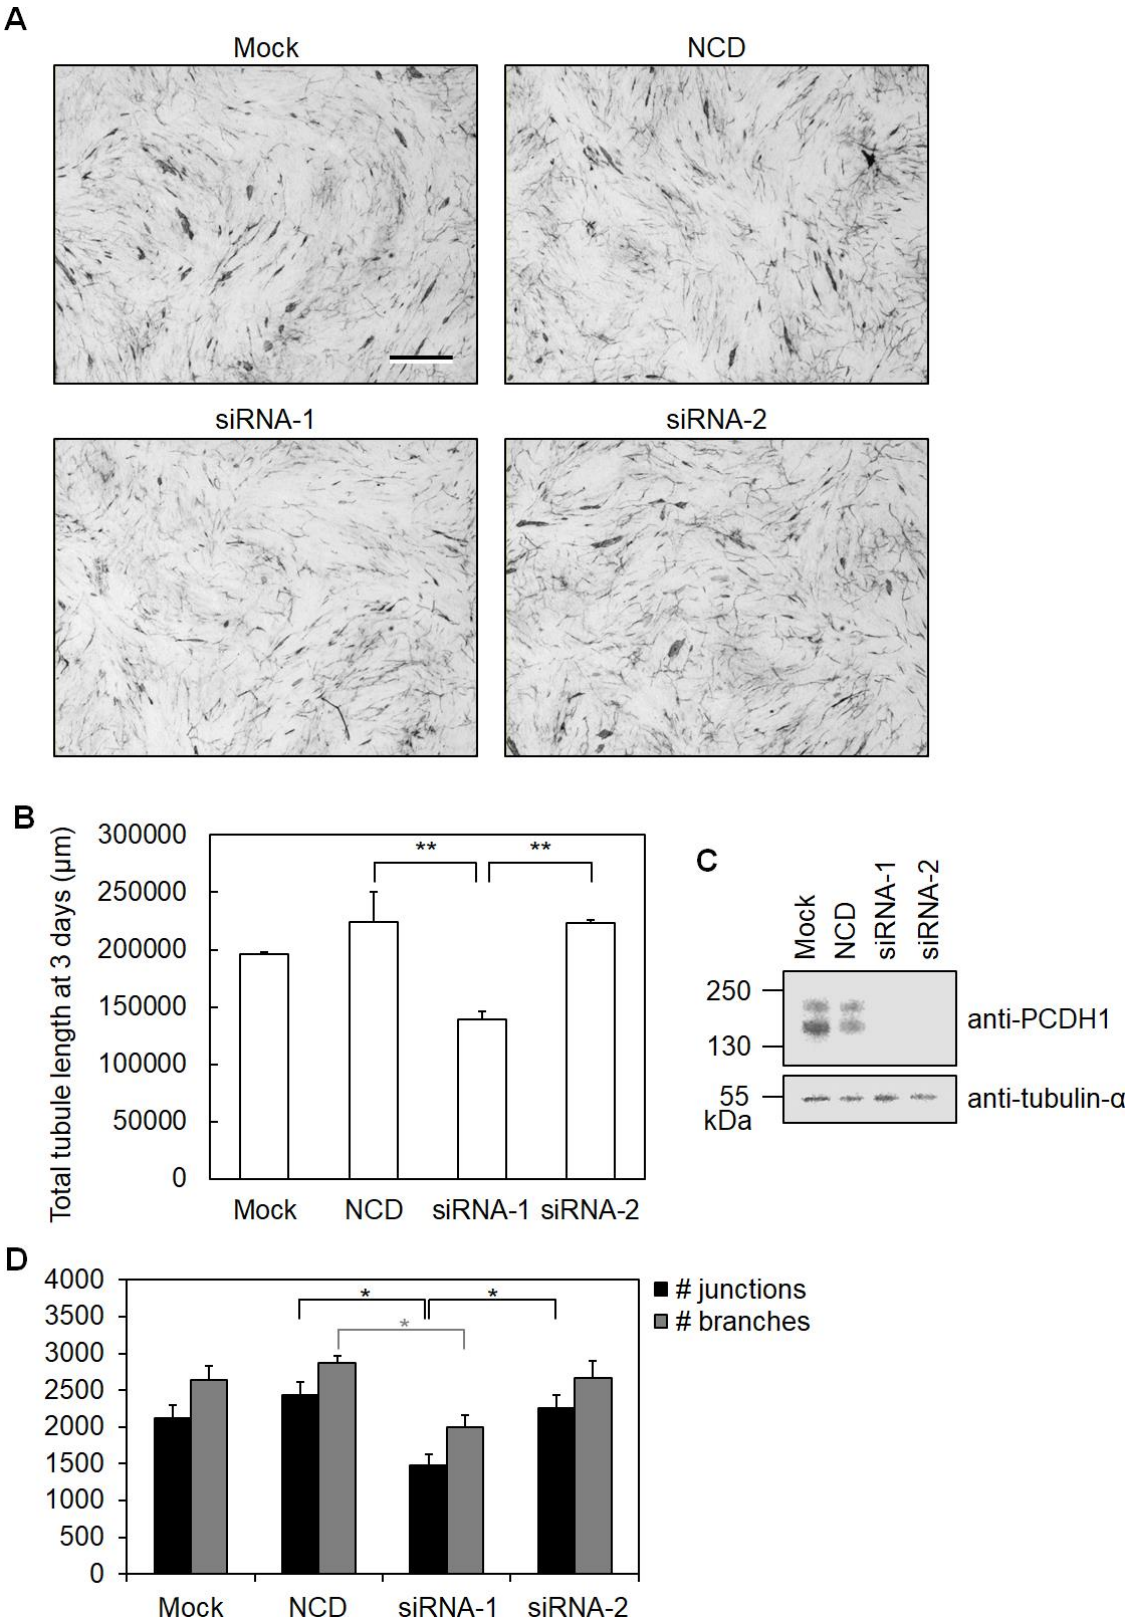 A
Mock
NCD
siRNA-1
siRNA-2
B
Total tubule length at 3 days (µm)
300000
250000
200000
150000
100000
50000
0
** **
Mock NCD siRNA-1 siRNA-2
C
Mock
NCD
siRNA-1
siRNA-2
250
130
55
kDa
anti-PCDH1
anti-tubulin-α
D
4000
3500
3000
2500
2000
1500
1000
500
0
* *
*
# junctions
# branches
Mock NCD siRNA-1 siRNA-2